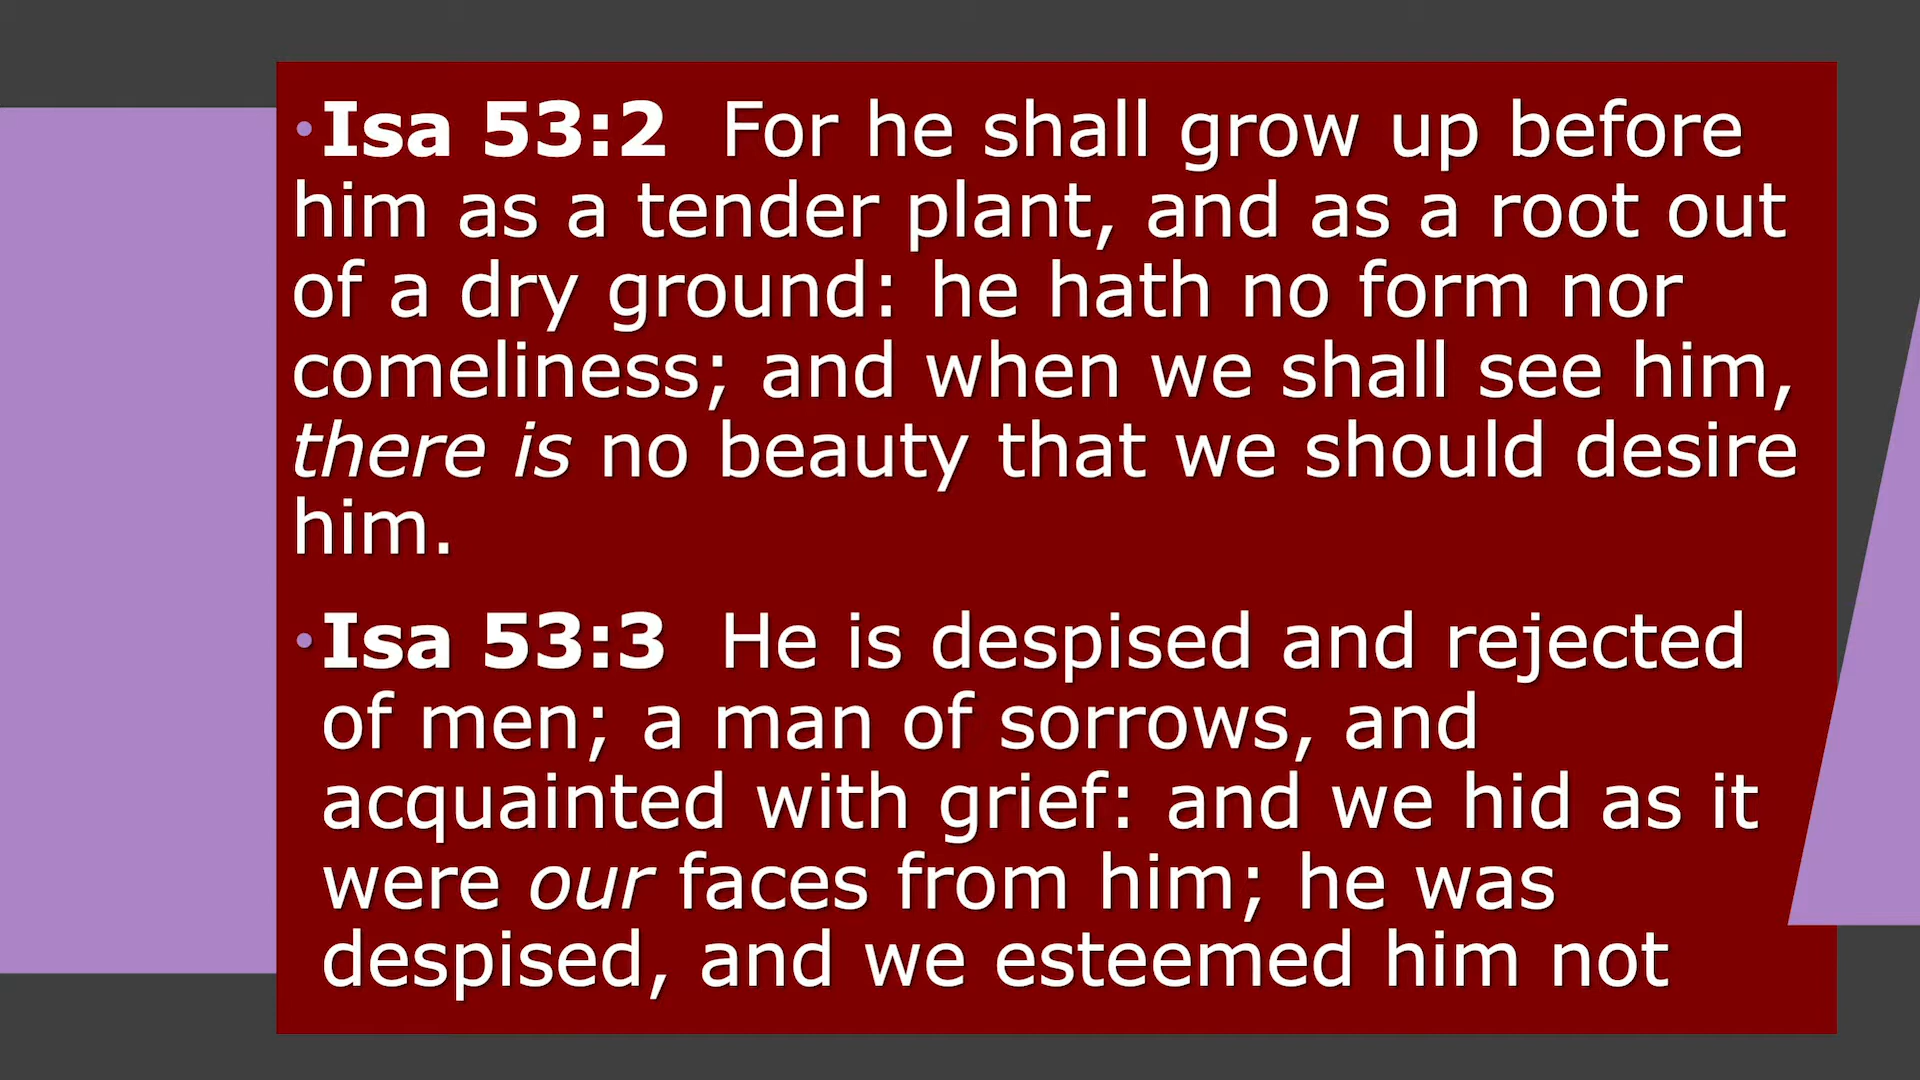 •Isa 53:2  For he shall grow up before
him as a tender plant, and as a root out
of a dry ground: he hath no form nor
comeliness; and when we shall see him,
there is no beauty that we should desire
him.
•Isa 53:3  He is despised and rejected
of men; a man of sorrows, and
acquainted with grief: and we hid as it
were our faces from him; he was
despised, and we esteemed him not